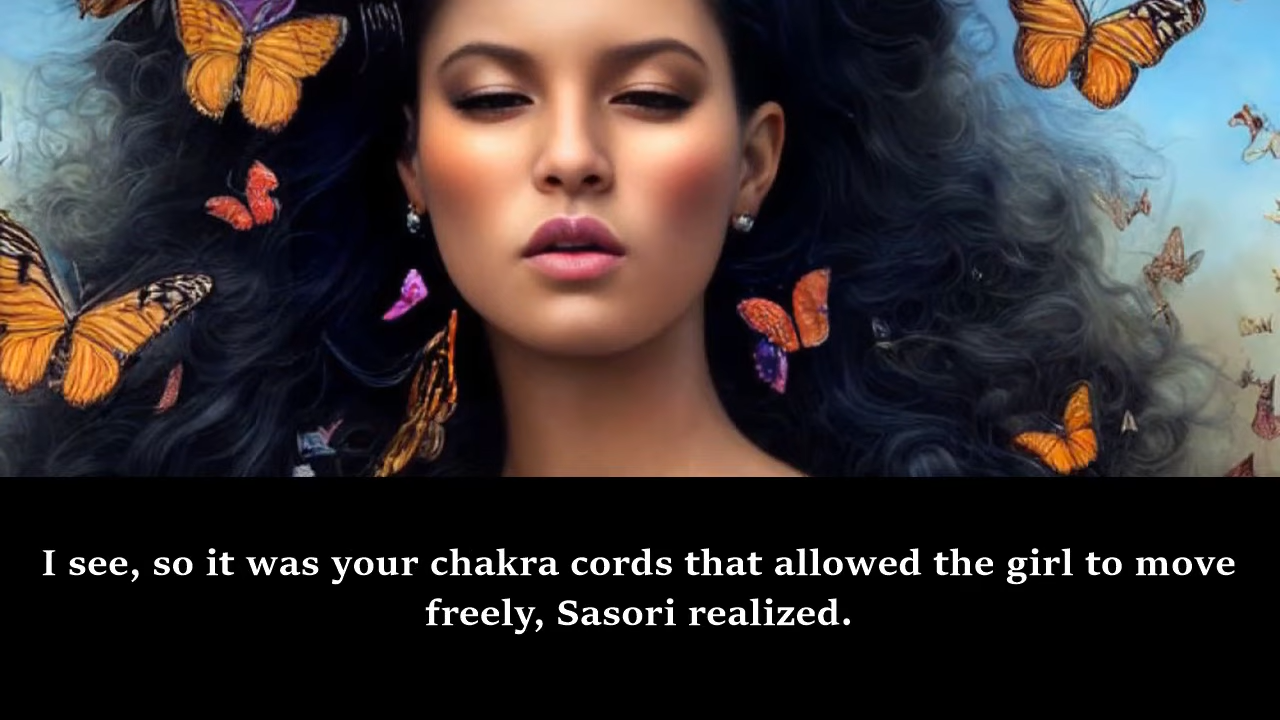 I see, so it was your chakra cords that allowed the girl to move
freely, Sasori realized.